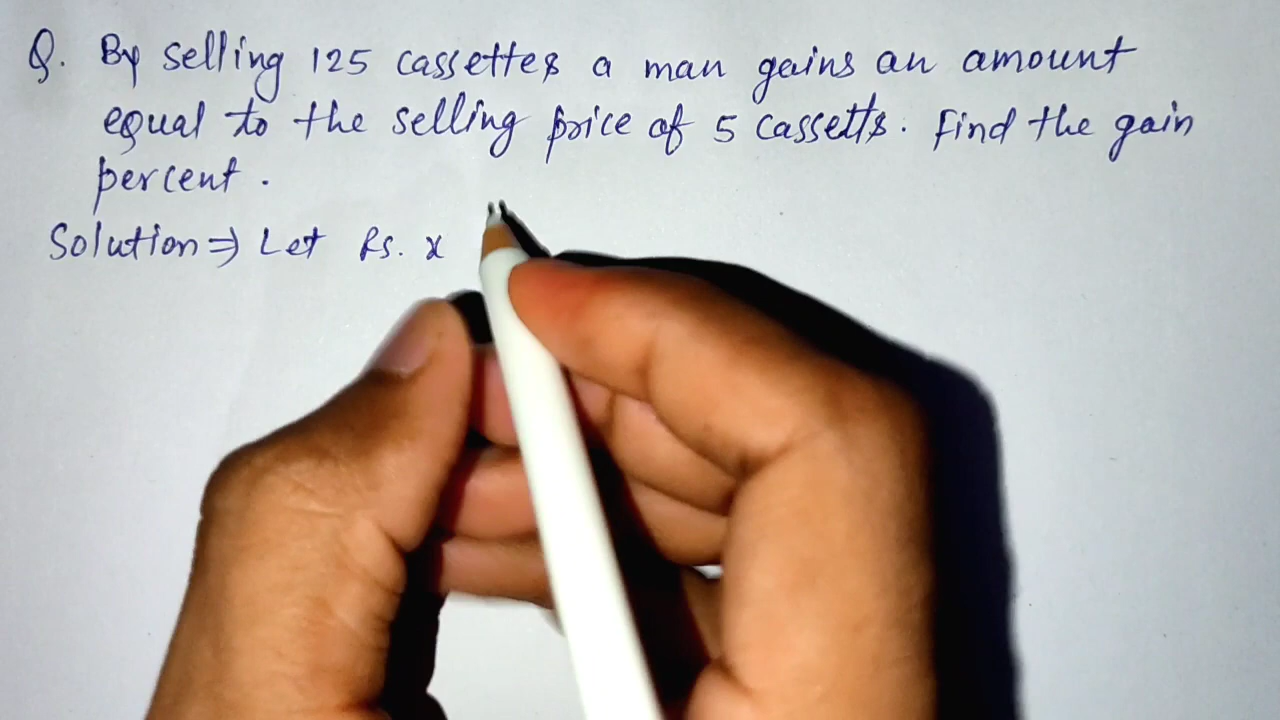 Q. By selling 125 cassettes a man gains an amount
equal to the selling price of 5 cassetts. Find the gain
percent.
Solution ⇒ Let Rs. x